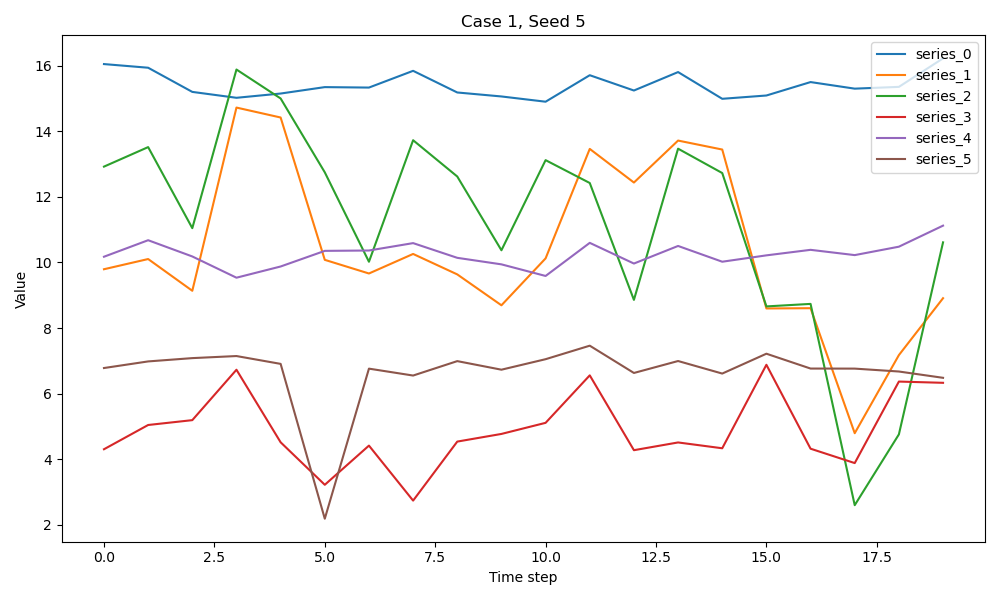 Case 1, Seed 5
series_0
series_1
series_2
series_3
series_4
series_5
Value
16
14
12
10
8
6
4
2
0.0 2.5 5.0 7.5 10.0 12.5 15.0 17.5
Time step